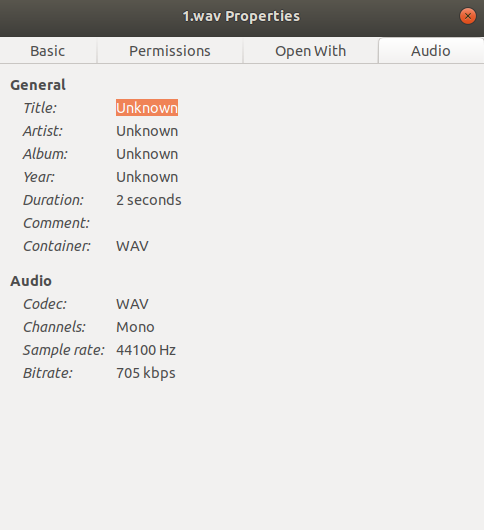 1.wav Properties
Basic Permissions Open With Audio
General
Title: Unknown
Artist: Unknown
Album: Unknown
Year: Unknown
Duration: 2 seconds
Comment:
Container: WAV
Audio
Codec: WAV
Channels: Mono
Sample rate: 44100 Hz
Bitrate: 705 kbps